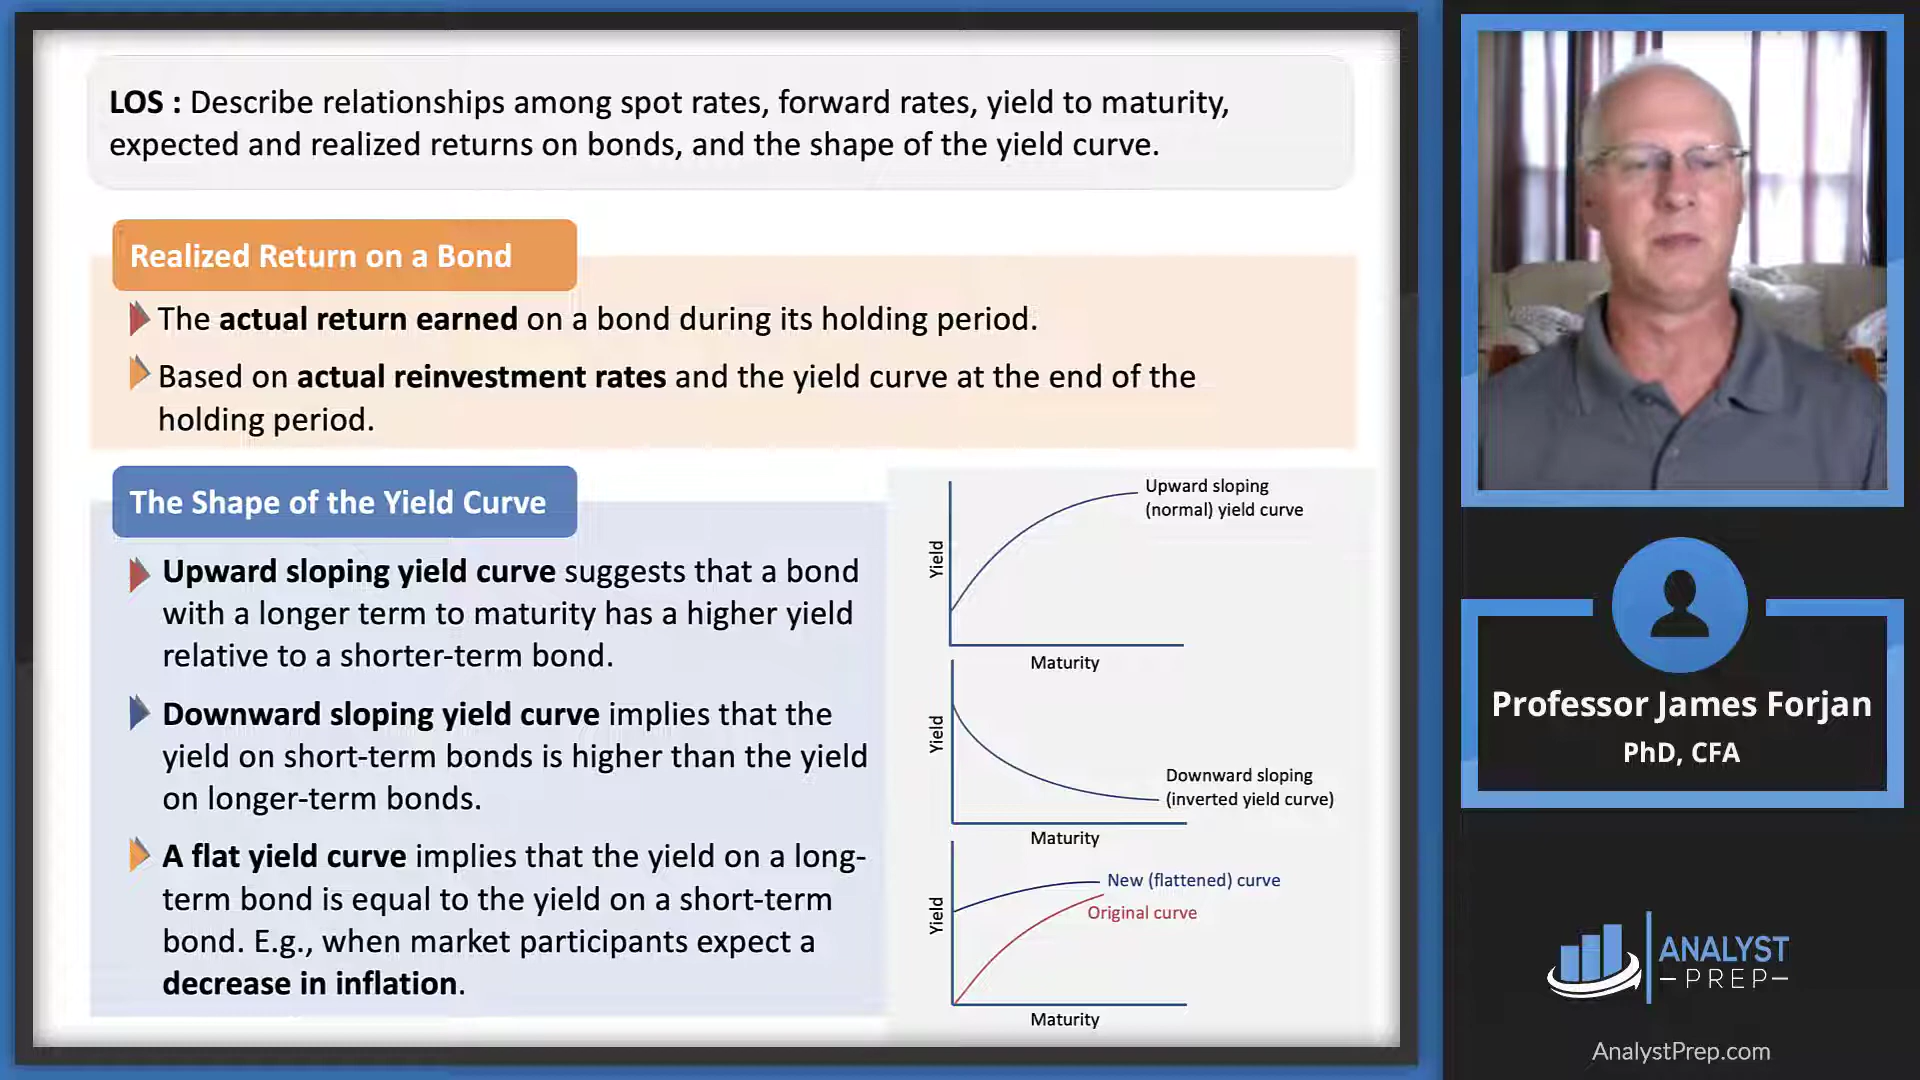 LOS : Describe relationships among spot rates, forward rates, yield to maturity,
expected and realized returns on bonds, and the shape of the yield curve.
Realized Return on a Bond
The actual return earned on a bond during its holding period.
Based on actual reinvestment rates and the yield curve at the end of the
holding period.
The Shape of the Yield Curve
Upward sloping yield curve suggests that a bond
with a longer term to maturity has a higher yield
relative to a shorter-term bond.
Downward sloping yield curve implies that the
yield on short-term bonds is higher than the yield
on longer-term bonds.
A flat yield curve implies that the yield on a long-
term bond is equal to the yield on a short-term
bond. E.g., when market participants expect a
decrease in inflation.
Upward sloping
(normal) yield curve
Yield
Maturity
Yield
Downward sloping
(inverted yield curve)
Maturity
New (flattened) curve
Original curve
Yield
Maturity
Professor James Forjan
PhD, CFA
ANALYST
PREP
AnalystPrep.com